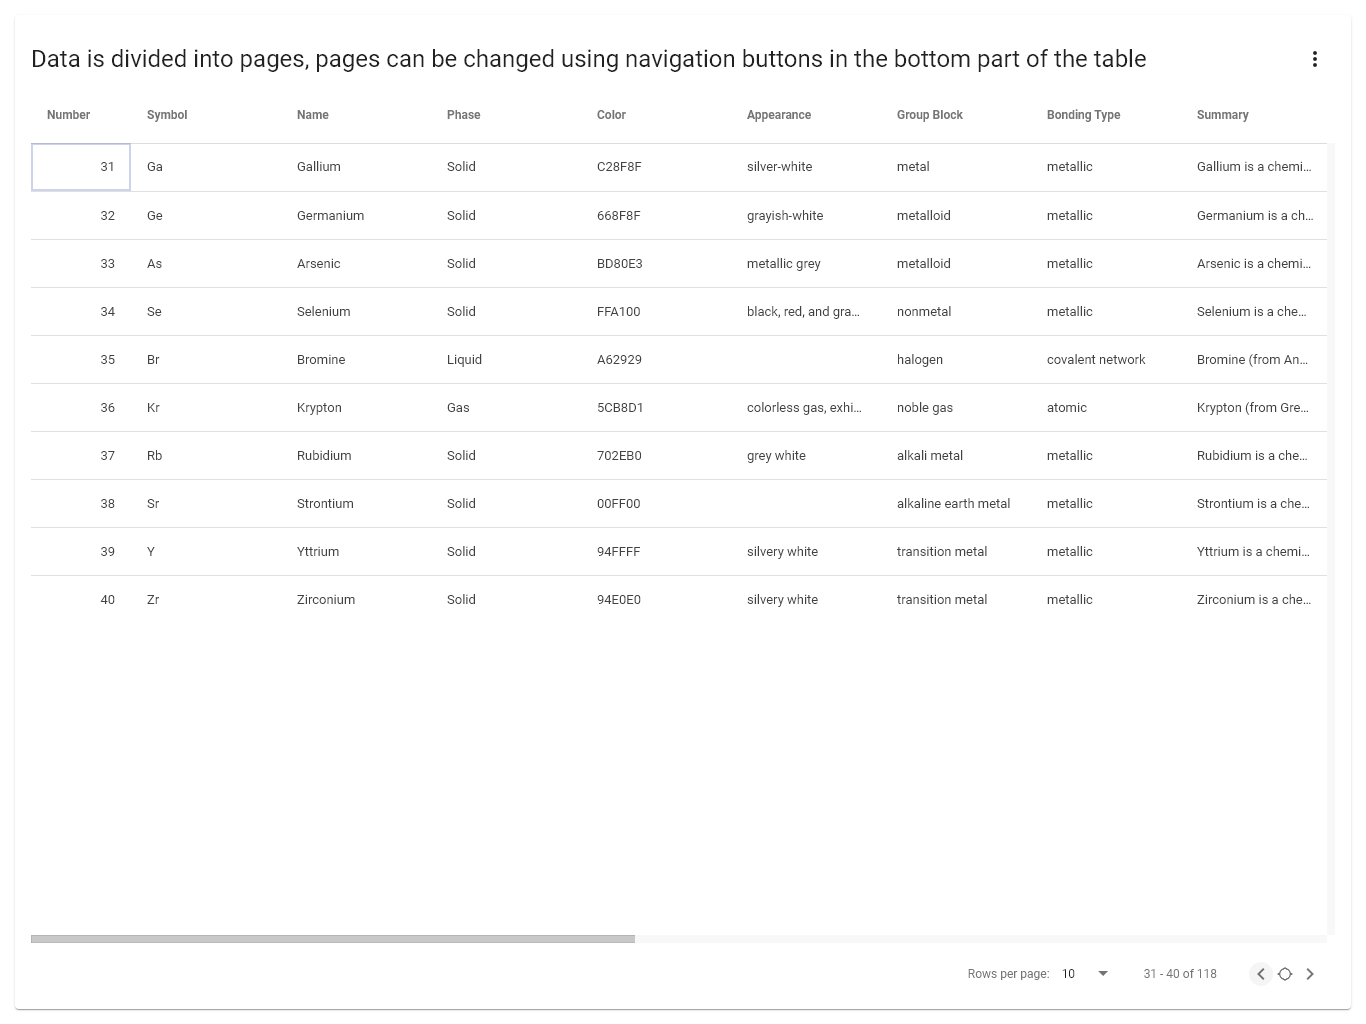 Data is divided into pages, pages can be changed using navigation buttons in the bottom part of the table
Number Symbol Name Phase Color Appearance Group Block Bonding Type Summary
31 Ga Gallium Solid C28F8F silver-white metal metallic Gallium is a chemi...
32 Ge Germanium Solid 668F8F grayish-white metalloid metallic Germanium is a ch...
33 As Arsenic Solid BD80E3 metallic grey metalloid metallic Arsenic is a chemi...
34 Se Selenium Solid FFA100 black, red, and gra... nonmetal metallic Selenium is a che...
35 Br Bromine Liquid A62929 halogen covalent network Bromine (from An...
36 Kr Krypton Gas 5CB8D1 colorless gas, exhi... noble gas atomic Krypton (from Gre...
37 Rb Rubidium Solid 702EB0 grey white alkali metal metallic Rubidium is a che...
38 Sr Strontium Solid 00FF00 alkaline earth metal metallic Strontium is a che...
39 Y Yttrium Solid 94FFFF silvery white transition metal metallic Yttrium is a chemi...
40 Zr Zirconium Solid 94E0E0 silvery white transition metal metallic Zirconium is a che...
Rows per page: 10 31 - 40 of 118